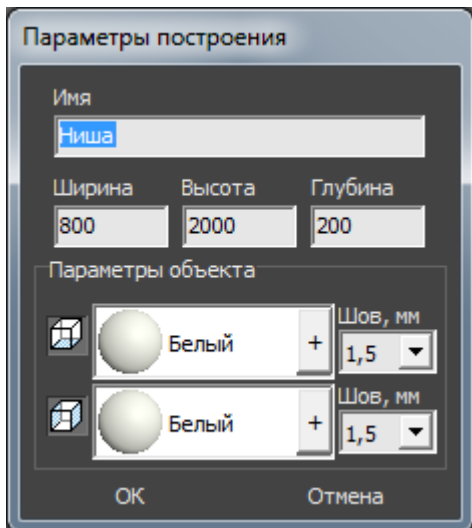 Параметры построения
Имя
Ниша
Ширина Высота Глубина
800 2000 200
Параметры объекта
Шов, мм
Белый + 1,5
Шов, мм
Белый + 1,5
ОК Отмена